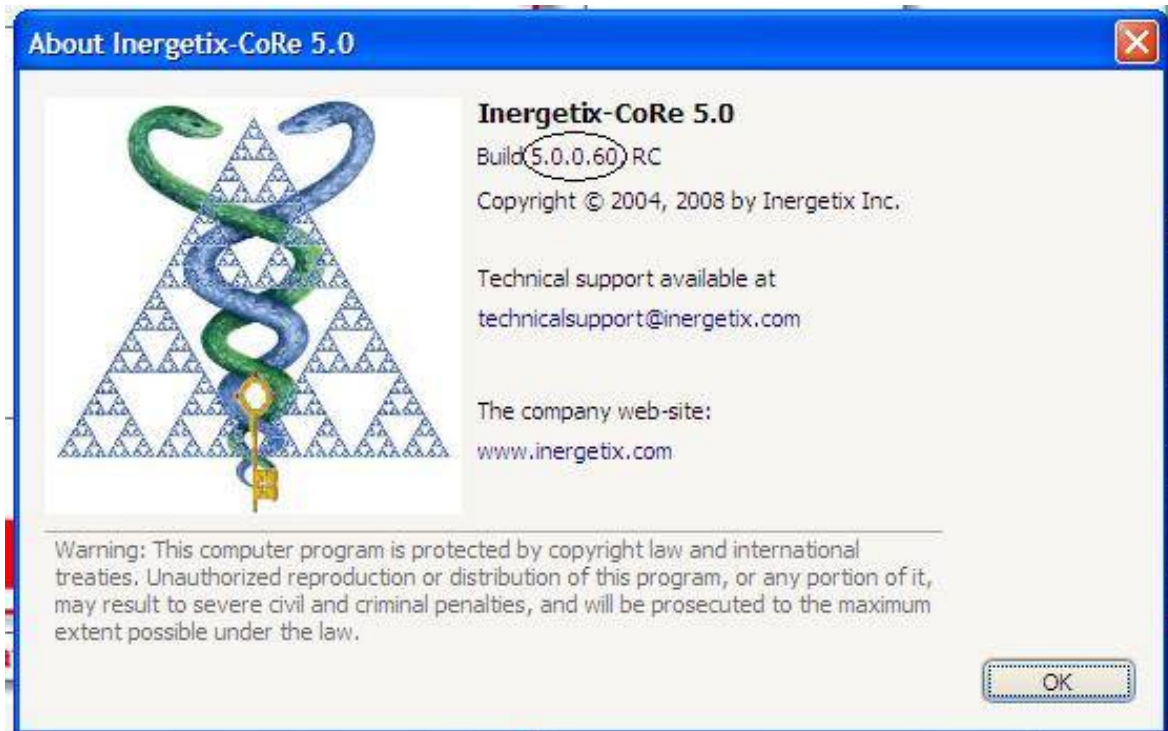 About Inergetix-CoRe 5.0
Inergetix-CoRe 5.0
Build 5.0.0.60 RC
Copyright © 2004, 2008 by Inergetix Inc.
Technical support available at
technicalsupport@inergetix.com
The company web-site:
www.inergetix.com
Warning: This computer program is protected by copyright law and international
treaties. Unauthorized reproduction or distribution of this program, or any portion of it,
may result to severe civil and criminal penalties, and will be prosecuted to the maximum
extent possible under the law.
OK